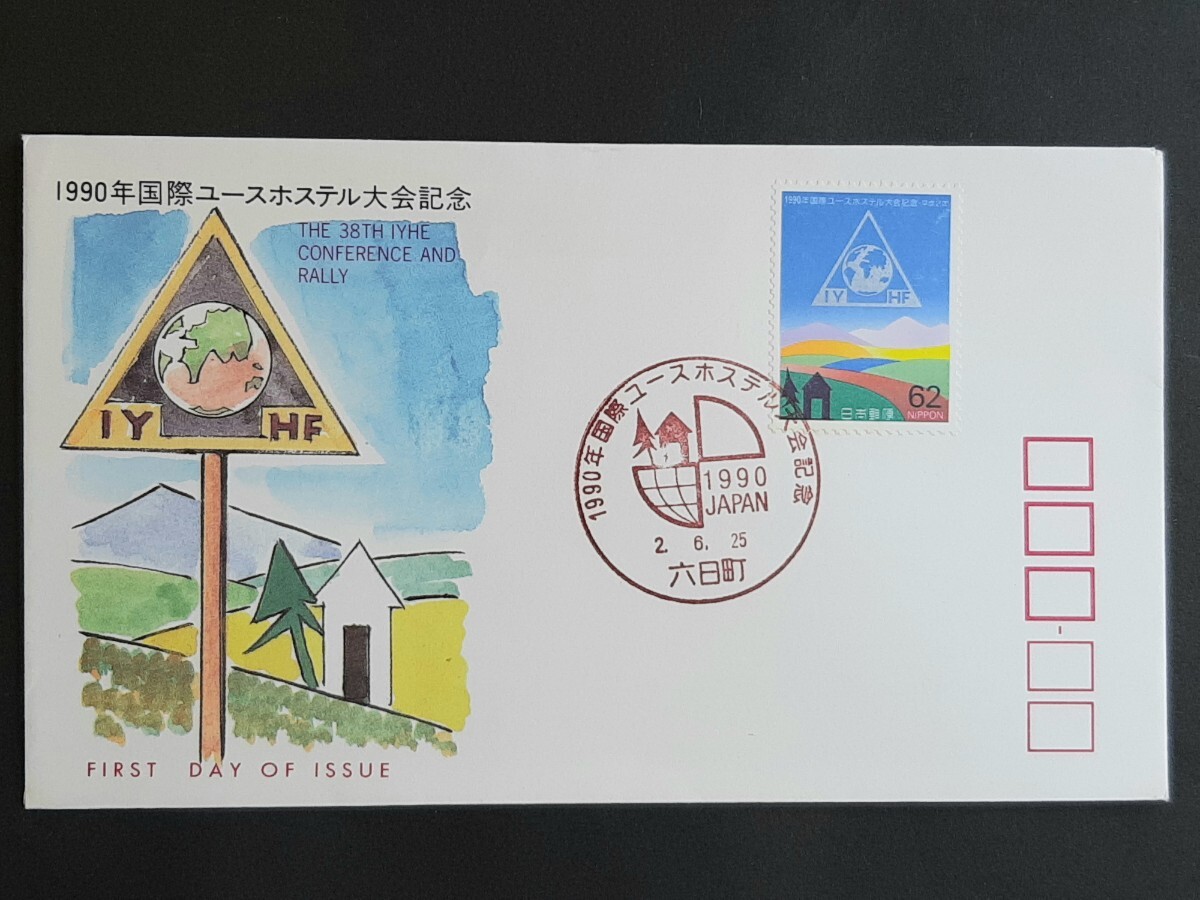 1990年国際ユースホステル大会記念
THE 38TH IYHE
CONFERENCE AND
RALLY
IY HF
FIRST DAY OF ISSUE
1990年国際ユースホステル大会記念
1990
JAPAN
2. 6. 25
六日町
1990年国際ユースホステル大会記念・平成2年
IY HF
62
日本郵便 NIPPON